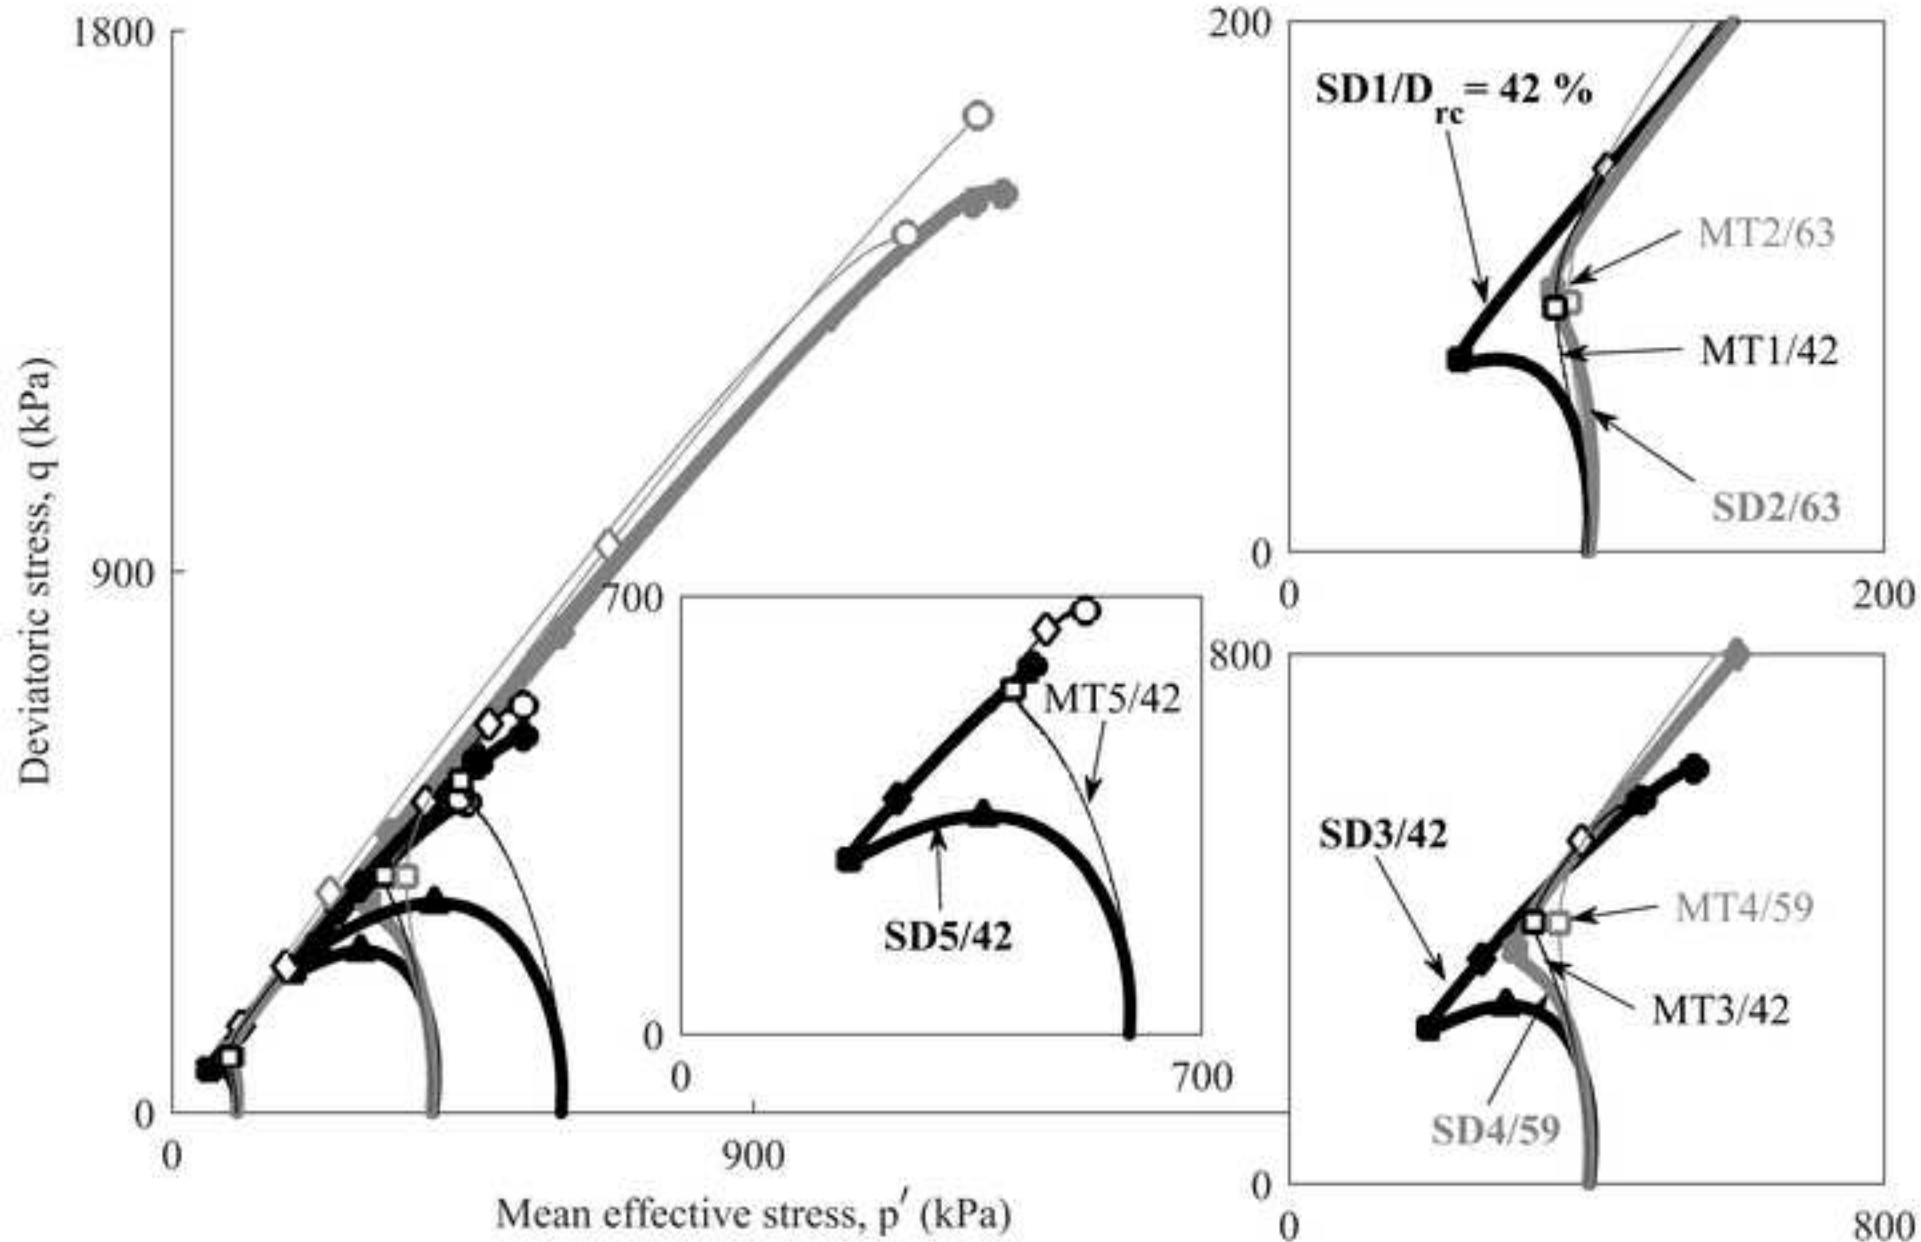 1800
900
0
0
900
Deviatoric stress, q (kPa)
Mean effective stress, p′ (kPa)
700
0
0
700
MT5/42
SD5/42
200
0
0
200
SD1/Drc= 42 %
MT2/63
MT1/42
SD2/63
800
0
0
800
SD3/42
MT4/59
MT3/42
SD4/59